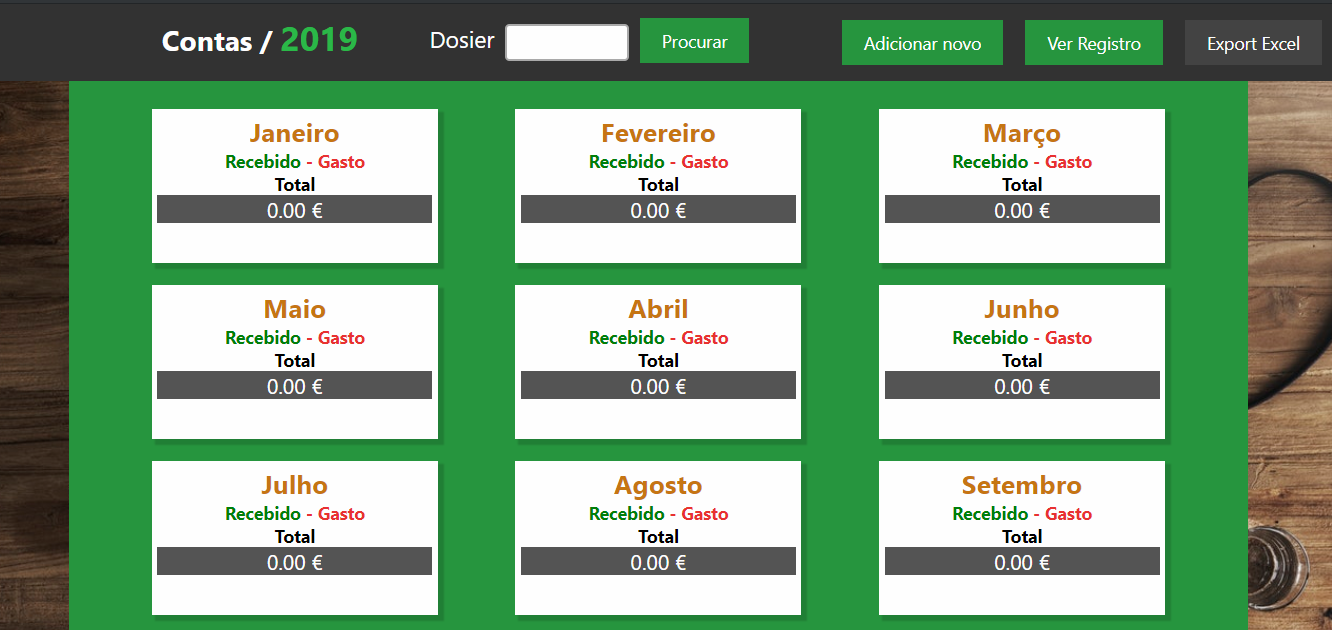 Contas / 2019 Dosier Procurar Adicionar novo Ver Registro Export Excel
Janeiro
Recebido - Gasto
Total
0.00 €
Fevereiro
Recebido - Gasto
Total
0.00 €
Março
Recebido - Gasto
Total
0.00 €
Maio
Recebido - Gasto
Total
0.00 €
Abril
Recebido - Gasto
Total
0.00 €
Junho
Recebido - Gasto
Total
0.00 €
Julho
Recebido - Gasto
Total
0.00 €
Agosto
Recebido - Gasto
Total
0.00 €
Setembro
Recebido - Gasto
Total
0.00 €